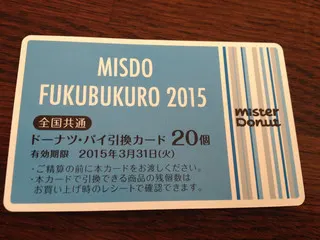 MISDO
FUKUBUKURO 2015
全国共通
ドーナツ・パイ引換カード 20個
有効期限 2015年3月31日(火)
・ご精算の前に本カードをお渡しください。
・本カードで引換できる商品の残個数は
お買い上げ時のレシートで確認できます。
mister
Donut